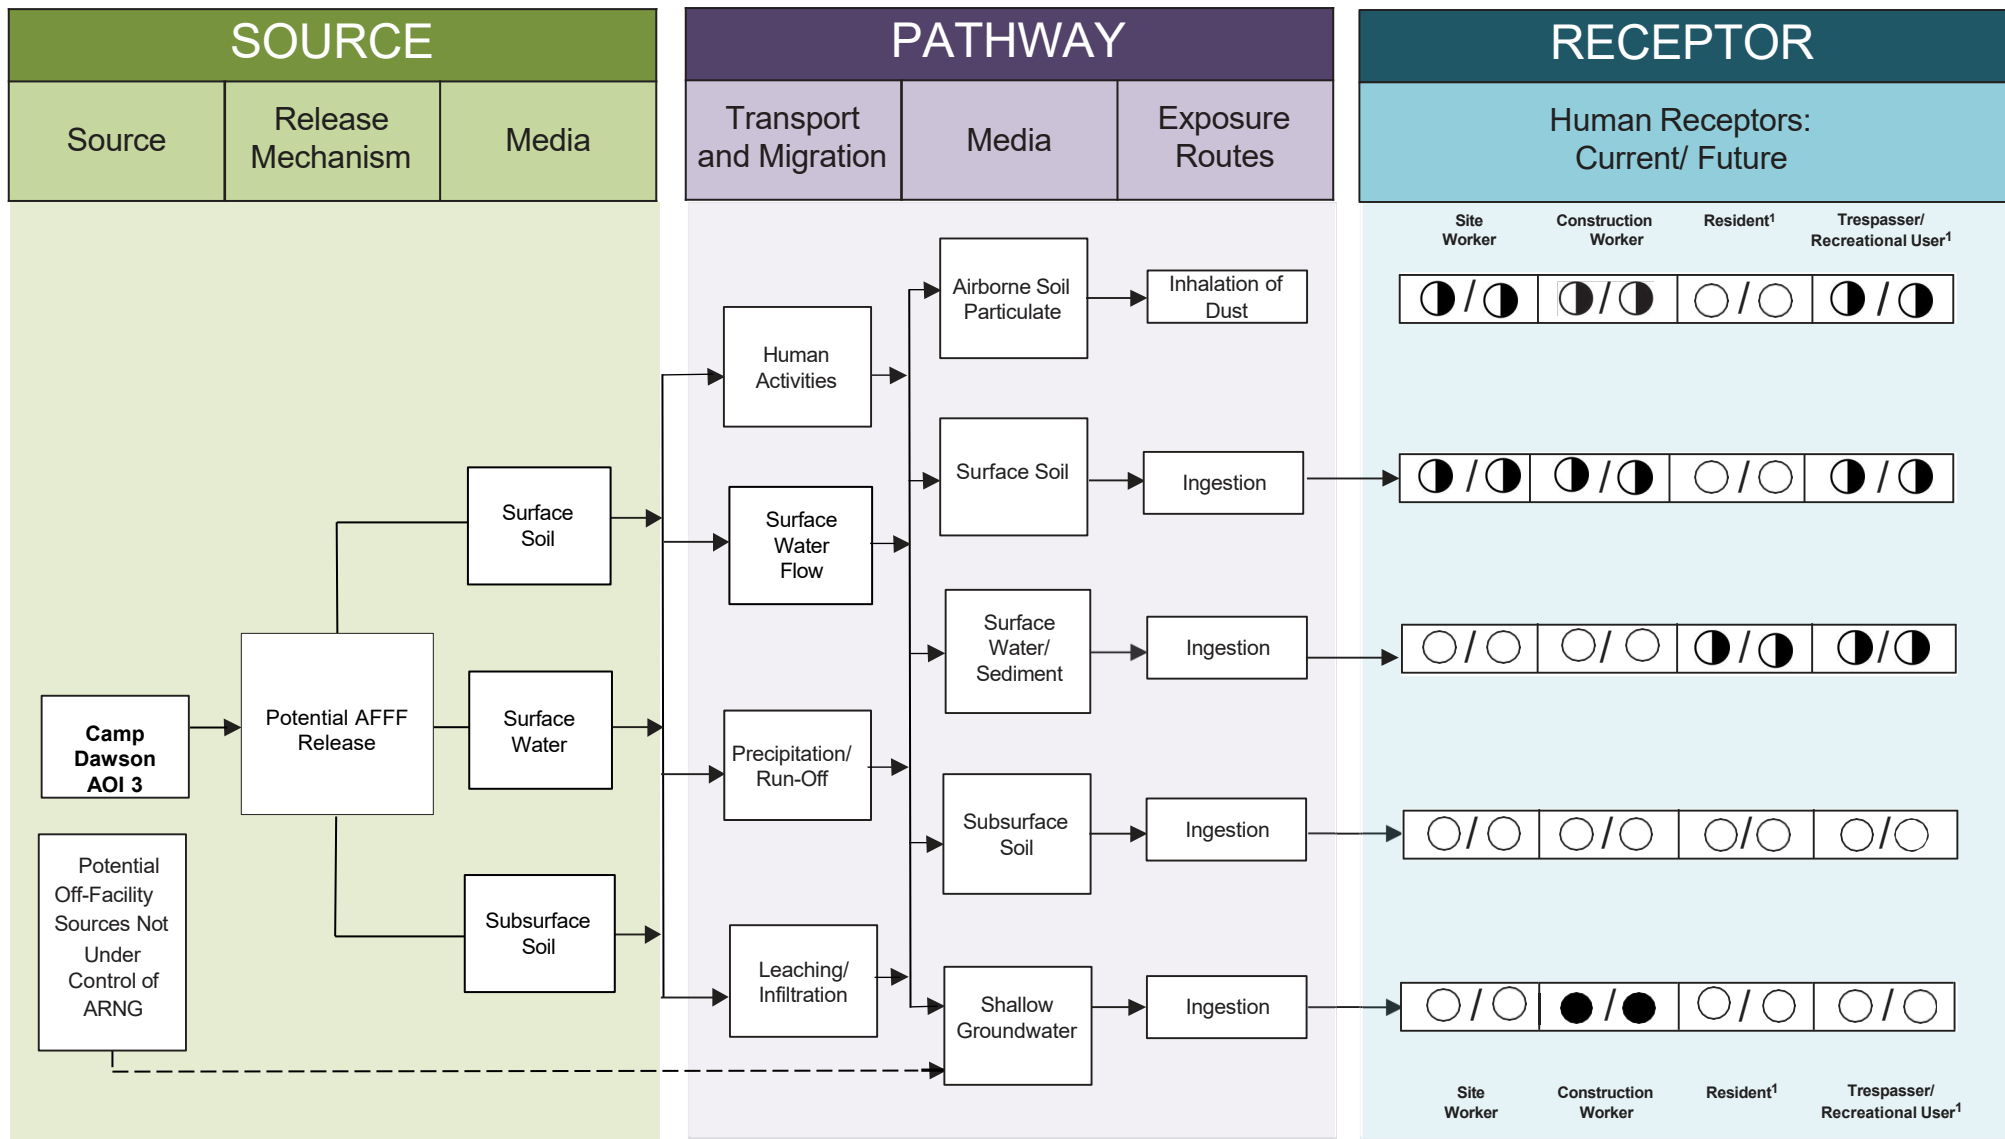 SOURCE
PATHWAY
RECEPTOR
Source
Release
Mechanism
Media
Transport
and Migration
Media
Exposure
Routes
Human Receptors:
Current/ Future
Site
Worker
Construction
Worker
Resident1
Trespasser/
Recreational User1
Camp
Dawson
AOI 3
Potential
Off-Facility
Sources Not
Under
Control of
ARNG
Potential AFFF
Release
Surface
Soil
Surface
Water
Subsurface
Soil
Human
Activities
Surface
Water
Flow
Precipitation/
Run-Off
Leaching/
Infiltration
Airborne Soil
Particulate
Surface Soil
Surface
Water/
Sediment
Subsurface
Soil
Shallow
Groundwater
Inhalation of
Dust
Ingestion
Ingestion
Ingestion
Ingestion
/ / / /
/ / / /
/ / / /
/ / / /
/ / / /
Site
Worker
Construction
Worker
Resident1
Trespasser/
Recreational User1